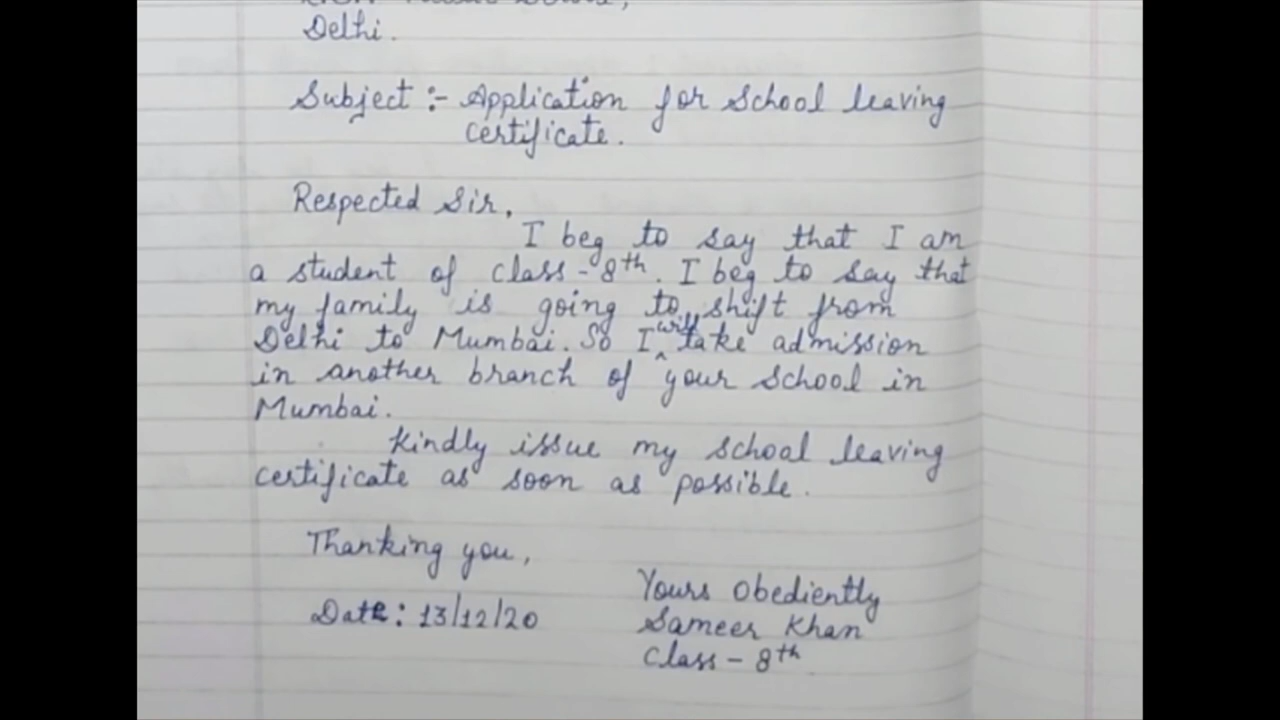 Delhi.
Subject :- Application for School leaving
certificate.
Respected Sir,
I beg to say that I am
a student of class - 8th. I beg to say that
my family is going to shift from
Delhi to Mumbai. So I will take admission
in another branch of your School in
Mumbai.
Kindly issue my school leaving
certificate as soon as possible.
Thanking you,
Yours Obediently
Date: 13/12/20
Sameer Khan
Class - 8th